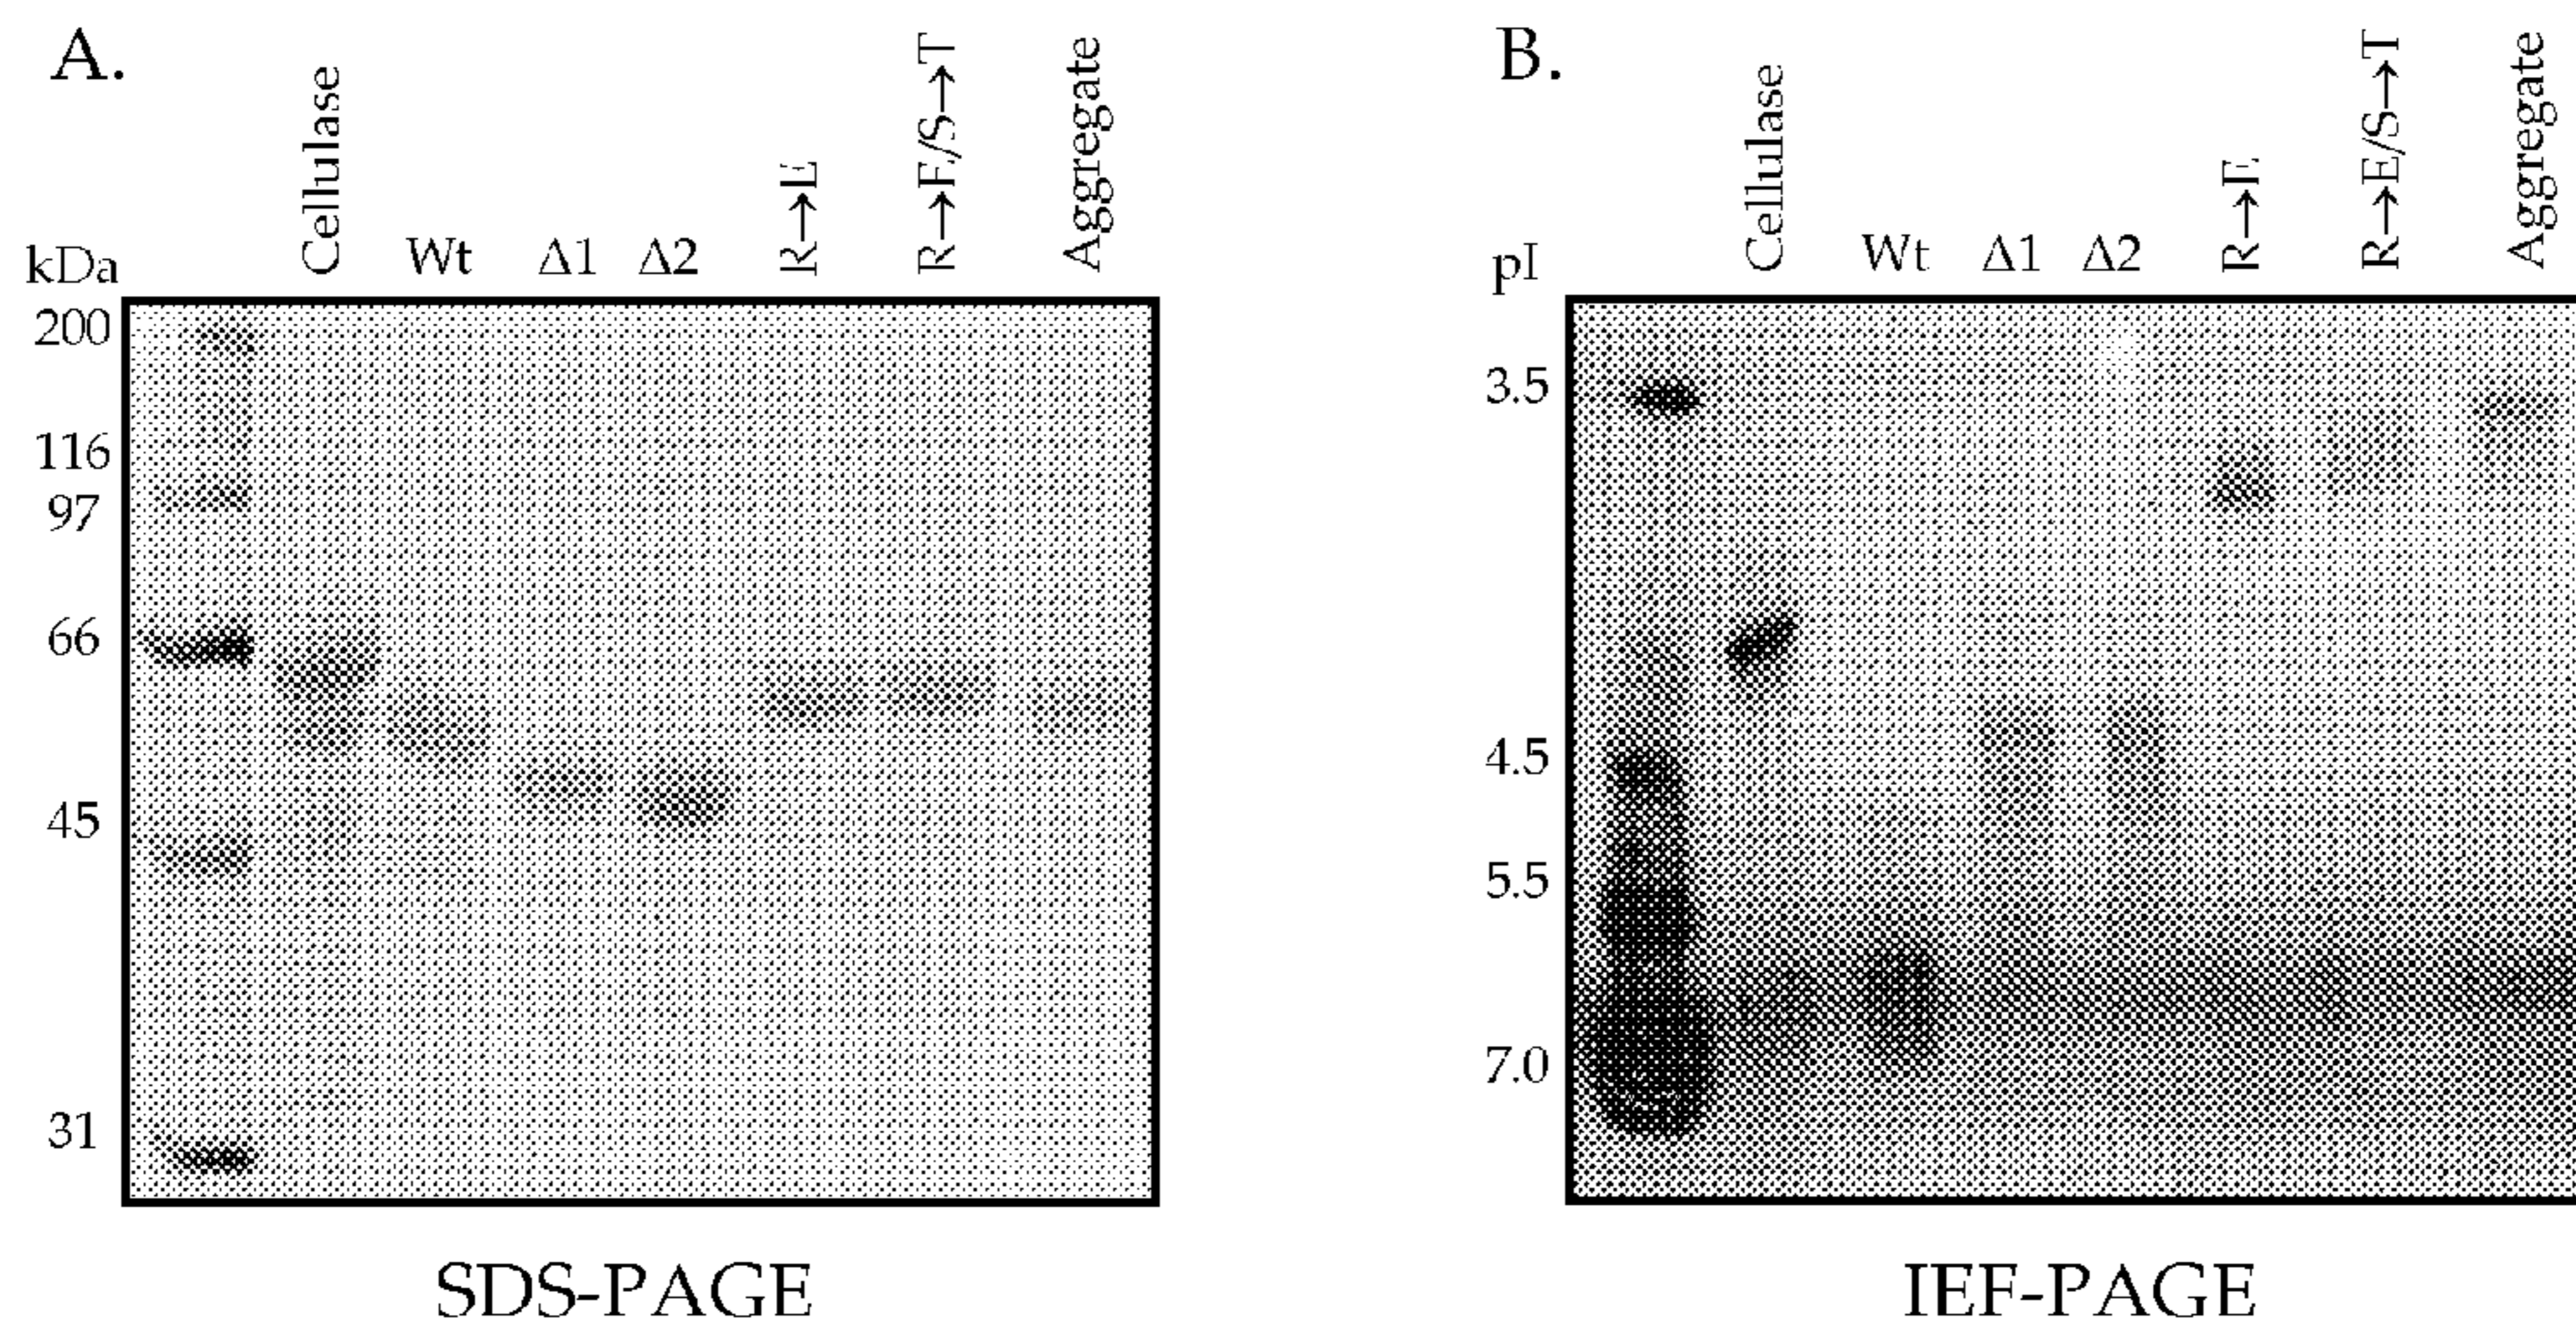 A.
kDa
Cellulase
Wt
Δ1
Δ2
R→E
R→E/S→T
Aggregate
200
116
97
66
45
31
SDS-PAGE
B.
pI
Cellulase
Wt
Δ1
Δ2
R→E
R→E/S→T
Aggregate
3.5
4.5
5.5
7.0
IEF-PAGE